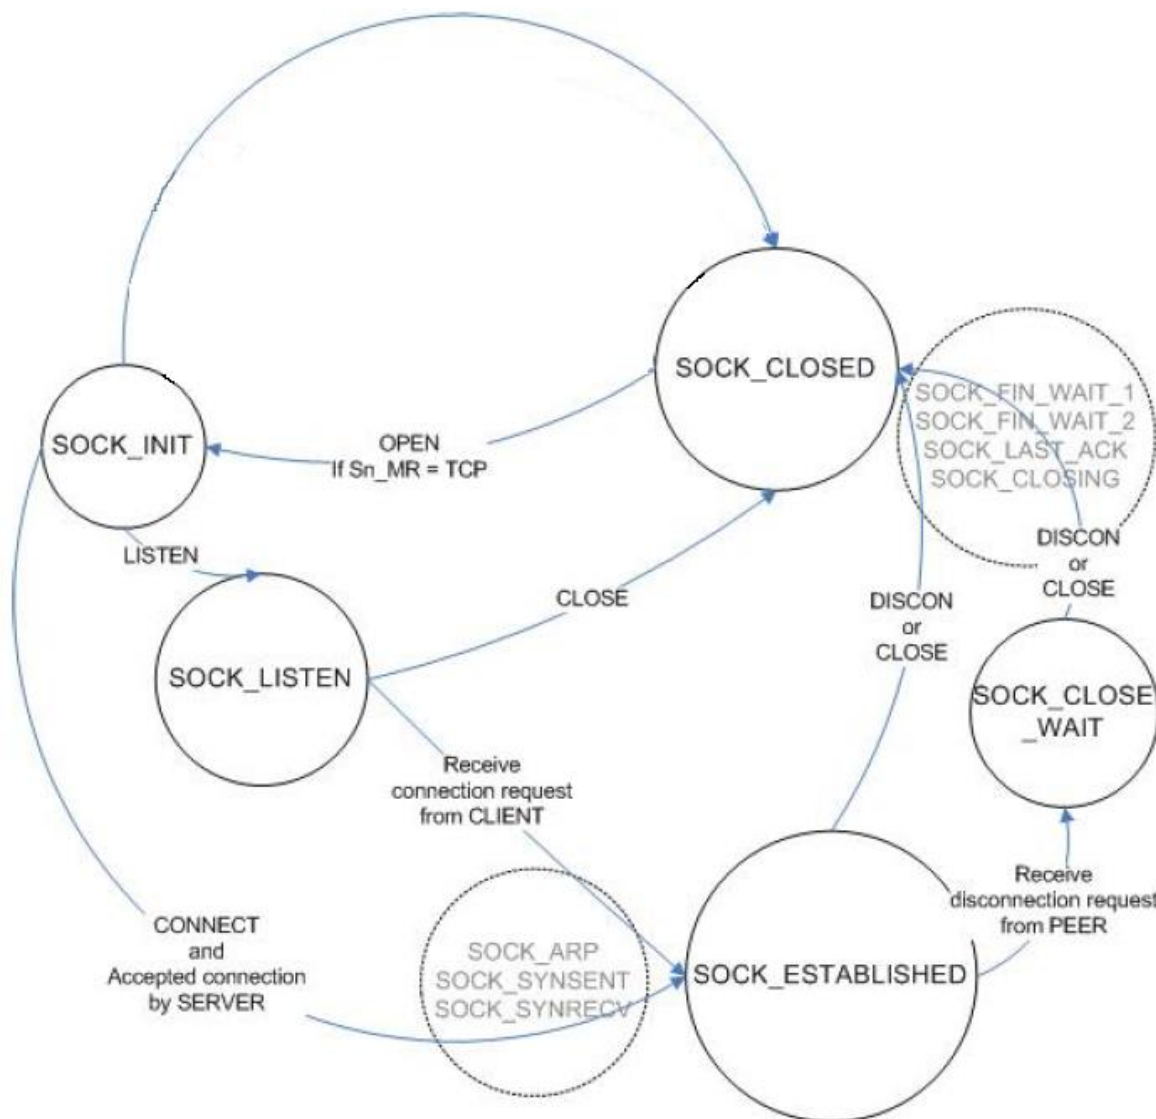 SOCK_CLOSED
SOCK_FIN_WAIT_1
SOCK_FIN_WAIT_2
SOCK_LAST_ACK
SOCK_CLOSING
SOCK_INIT
OPEN
If Sn_MR = TCP
LISTEN
DISCON
or
CLOSE
CLOSE
DISCON
or
CLOSE
SOCK_LISTEN
SOCK_CLOSE
_WAIT
Receive
connection request
from CLIENT
Receive
disconnection request
from PEER
CONNECT
and
Accepted connection
by SERVER
SOCK_ARP
SOCK_SYNSENT
SOCK_SYNRECV
SOCK_ESTABLISHED